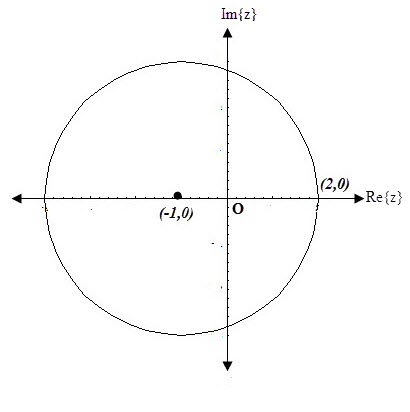 Im{z}
(2,0)
Re{z}
(-1,0)
O